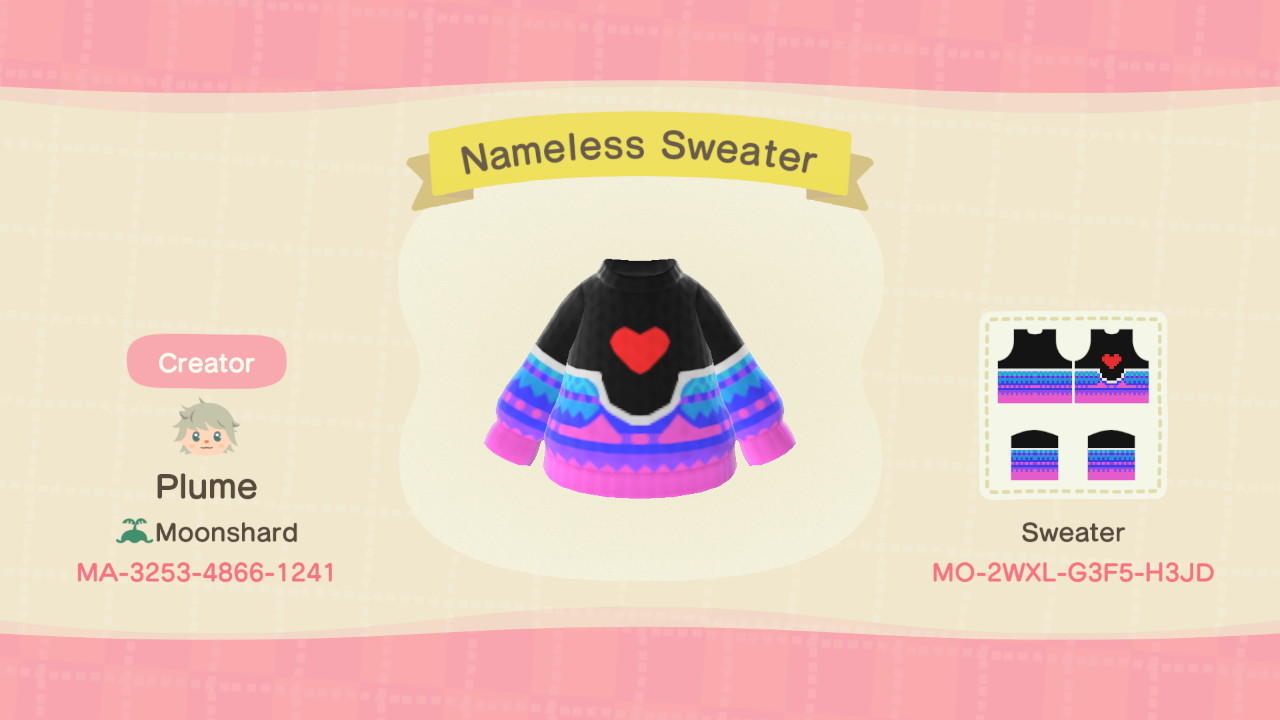 Nameless Sweater
Creator
Plume
Moonshard
MA-3253-4866-1241
Sweater
MO-2WXL-G3F5-H3JD